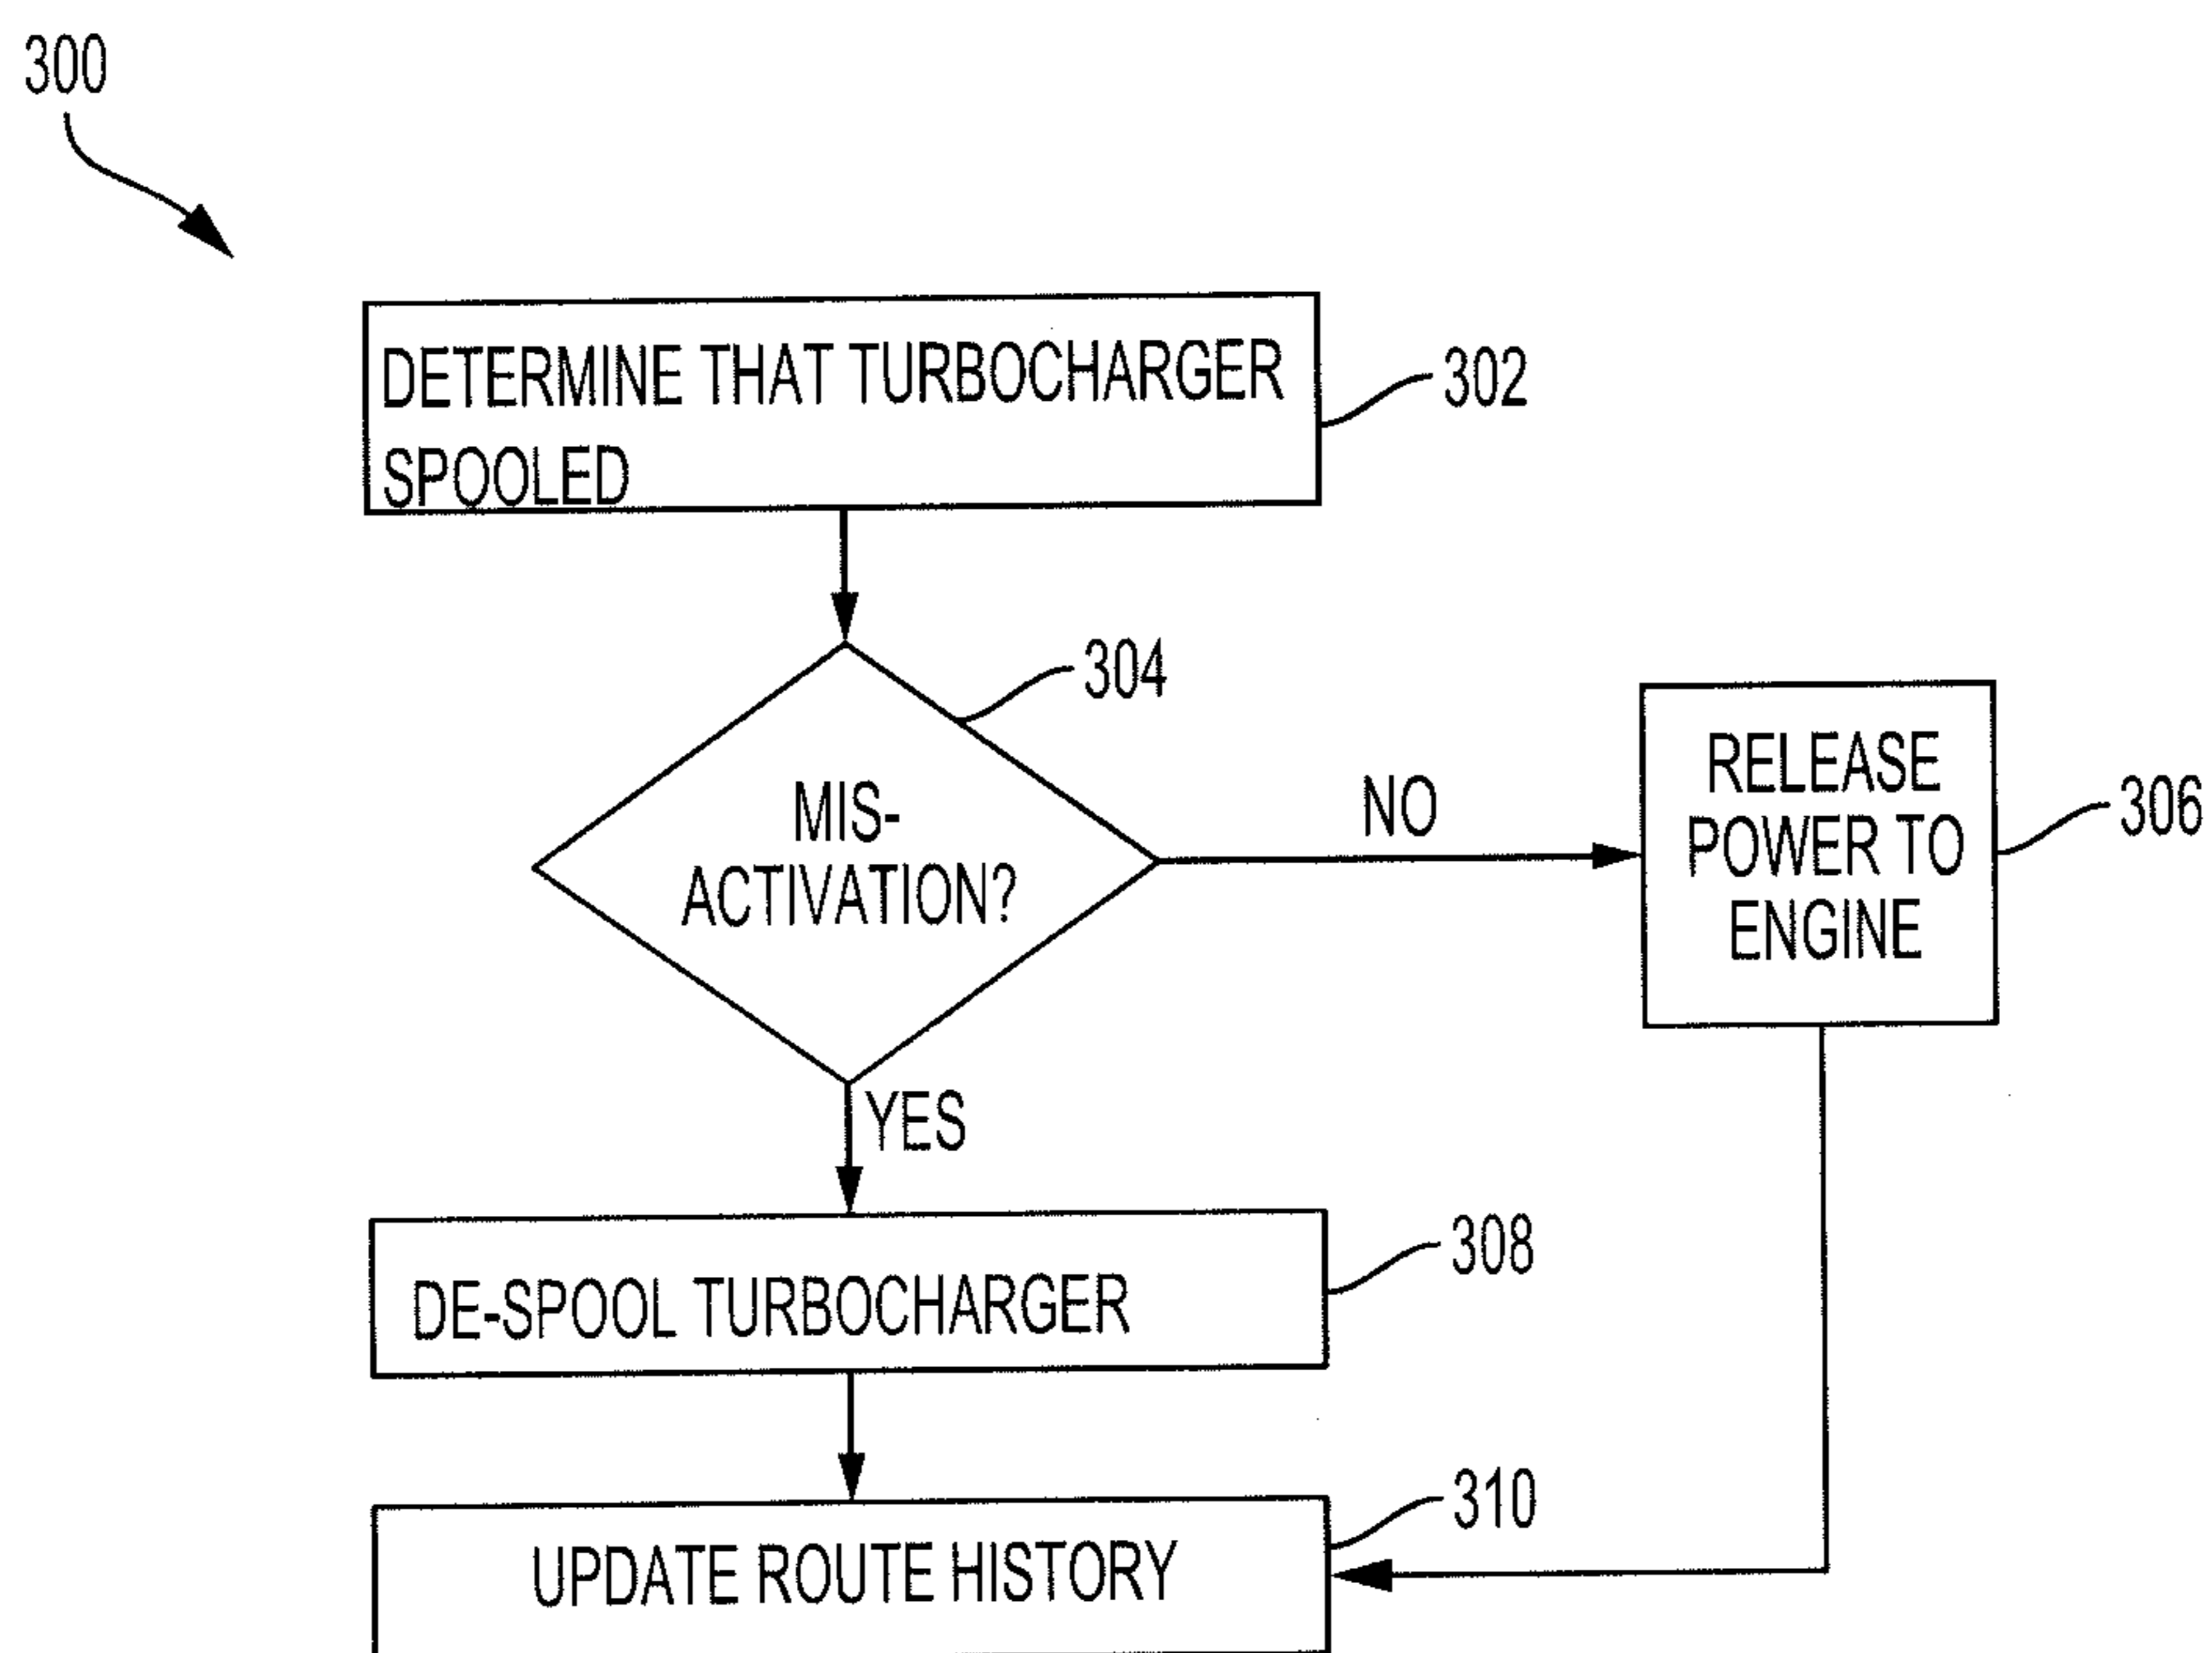 300
DETERMINE THAT TURBOCHARGER
SPOOLED
302
304
MIS-
ACTIVATION?
NO
RELEASE
POWER TO
ENGINE
306
YES
DE-SPOOL TURBOCHARGER
308
UPDATE ROUTE HISTORY
310